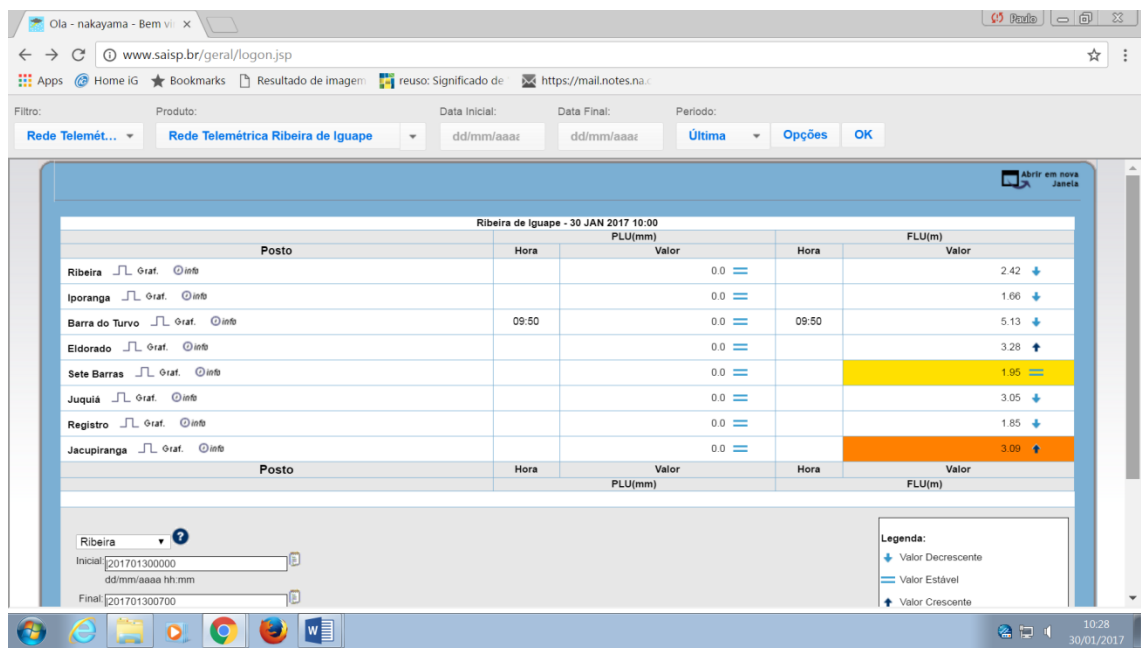 Ola - nakayama - Bem vi
Paulo
www.saisp.br/geral/logon.jsp
Apps Home iG Bookmarks Resultado de imagem reuso: Significado de https://mail.notes.na.c
Filtro: Produto: Data Inicial: Data Final: Periodo:
Rede Telemét... Rede Telemétrica Ribeira de Iguape dd/mm/aaaa dd/mm/aaaa Última Opções OK
Abrir em nova
Janela
Ribeira de Iguape - 30 JAN 2017 10:00
PLU(mm) FLU(m)
Posto Hora Valor Hora Valor
Ribeira Graf. info 0.0 2.42
Iporanga Graf. info 0.0 1.66
Barra do Turvo Graf. info 09:50 0.0 09:50 5.13
Eldorado Graf. info 0.0 3.28
Sete Barras Graf. info 0.0 1.95
Juquiá Graf. info 0.0 3.05
Registro Graf. info 0.0 1.85
Jacupiranga Graf. info 0.0 3.09
Posto Hora Valor Hora Valor
PLU(mm) FLU(m)
Ribeira ?
Inicial: 201701300000
dd/mm/aaaa hh:mm
Final: 201701300700
Legenda:
Valor Decrescente
Valor Estável
Valor Crescente
10:28
30/01/2017